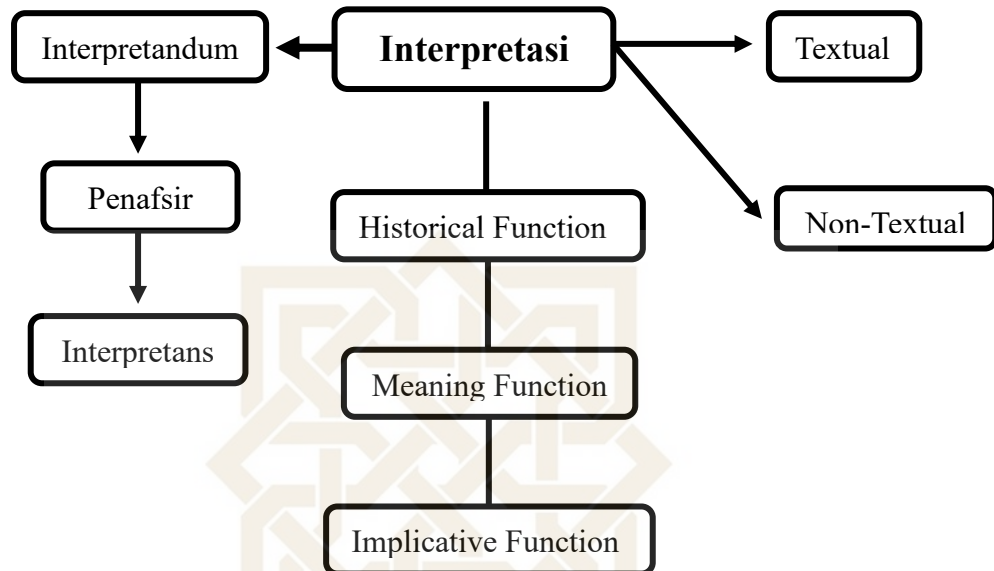 Interpretandum
Interpretasi
Textual
Penafsir
Historical Function
Non-Textual
Interpretans
Meaning Function
Implicative Function